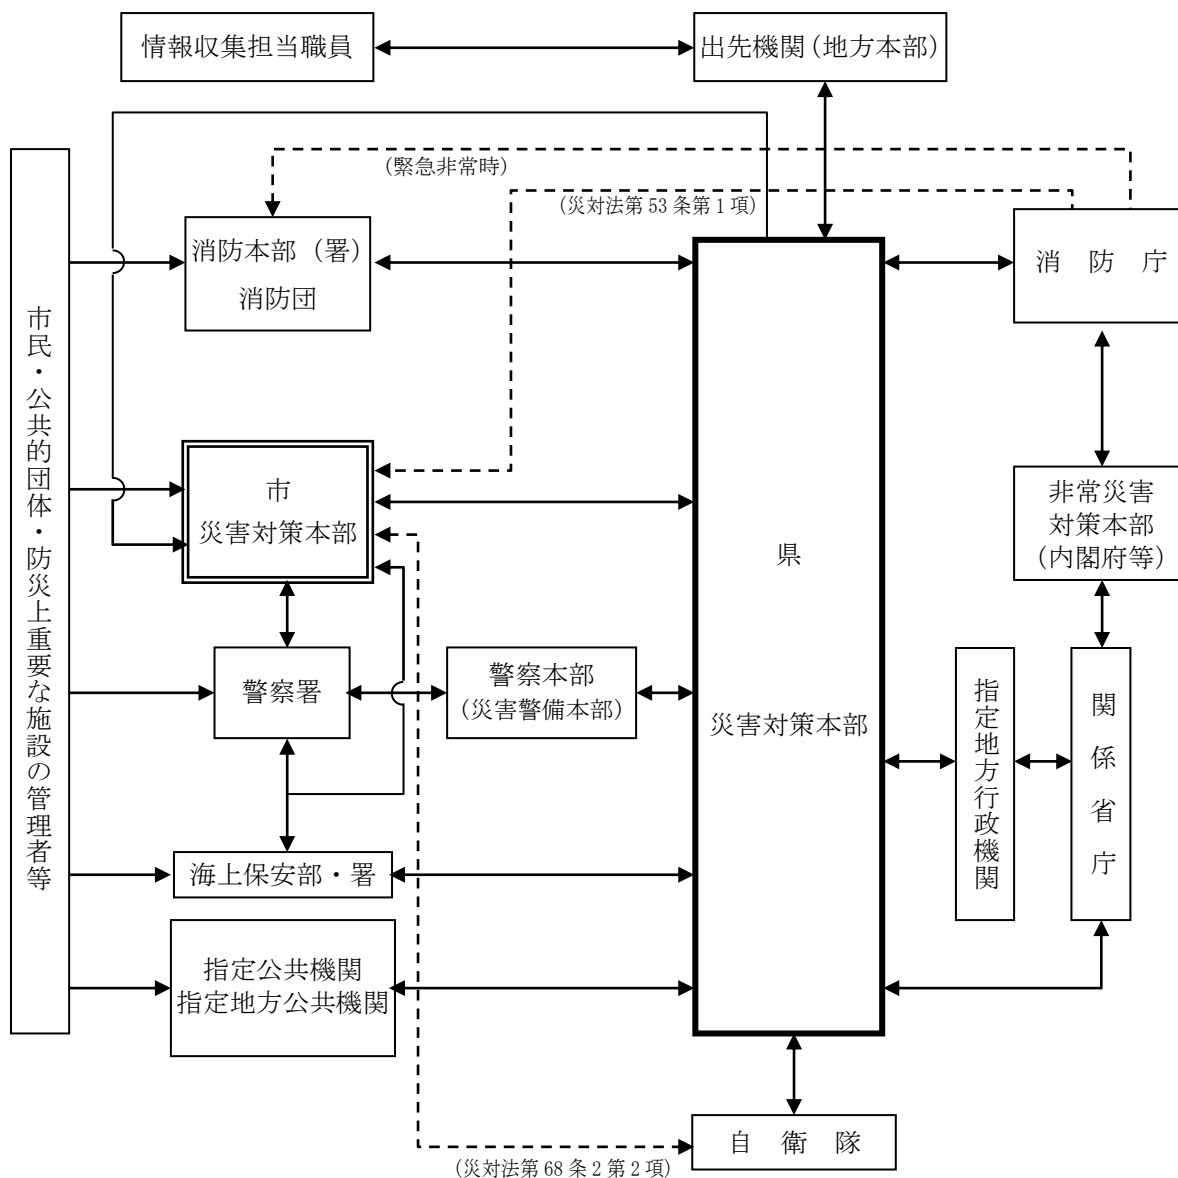 情報収集担当職員
出先機関(地方本部)
(緊急非常時)
(災対法第 53 条第 1 項)
消防本部（署）
消防団
消 防 庁
市民・公共的団体・防災上重要な施設の管理者等
市
災害対策本部
県
災害対策本部
非常災害
対策本部
(内閣府等)
警察署
警察本部
(災害警備本部)
指定地方行政機関
関係省庁
海上保安部・署
指定公共機関
指定地方公共機関
自 衛 隊
(災対法第 68 条 2 第 2 項)